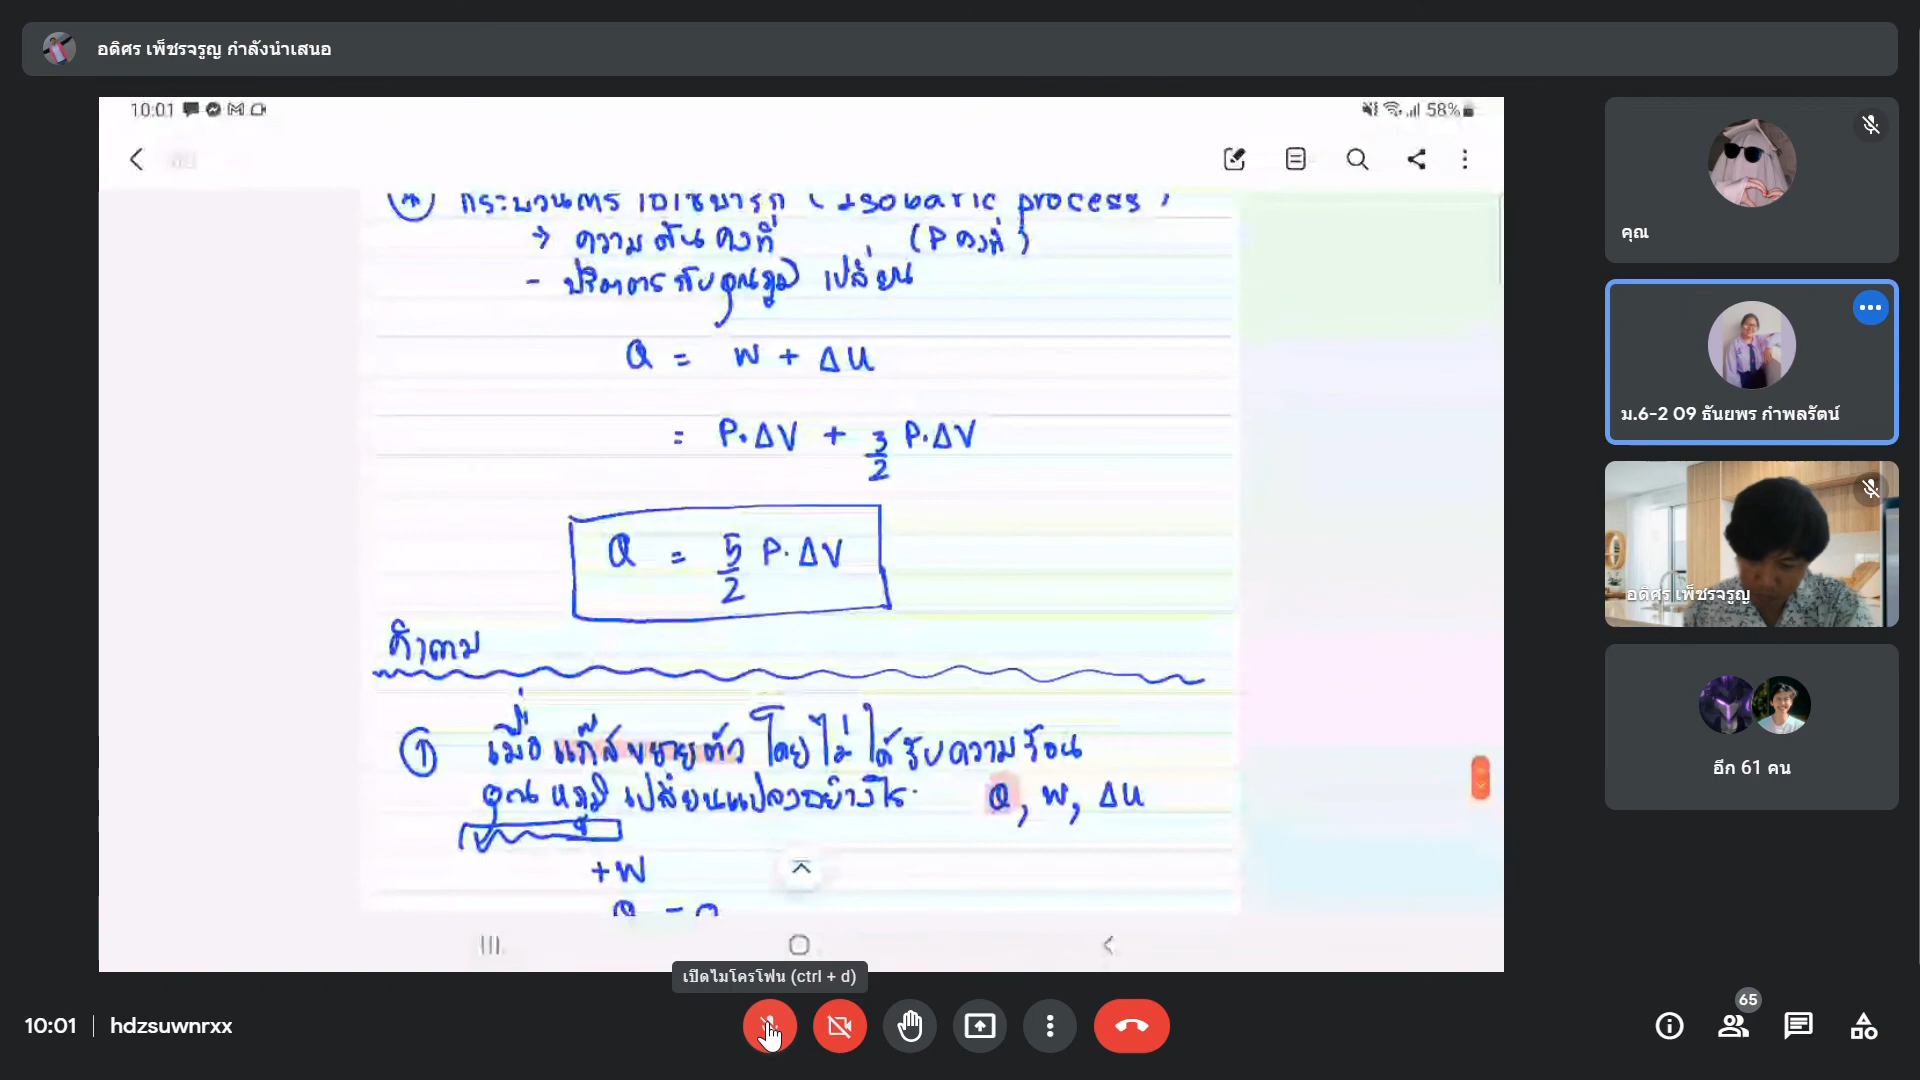 อดิศร เพ็ชรจรูญ กำลังนำเสนอ
10:01
58%
กระบวนการ ไอโซบาริก (Isobaric process)
→ ความดันคงที่ (P คงที่)
- ปริมาตรกับอุณหภูมิ เปลี่ยน
Q = W + ΔU
= P·ΔV + 3/2 P·ΔV
Q = 5/2 P·ΔV
คำถาม
① เมื่อแก๊สขยายตัว โดยไม่ได้รับความร้อน
อุณหภูมิเปลี่ยนแปลงอย่างไร. Q, W, ΔU
+W
คุณ
ม.6-2 09 ธันยพร กำพลรัตน์
อดิศร เพ็ชรจรูญ
อีก 61 คน
เปิดไมโครโฟน (ctrl + d)
10:01 | hdzsuwnrxx
65